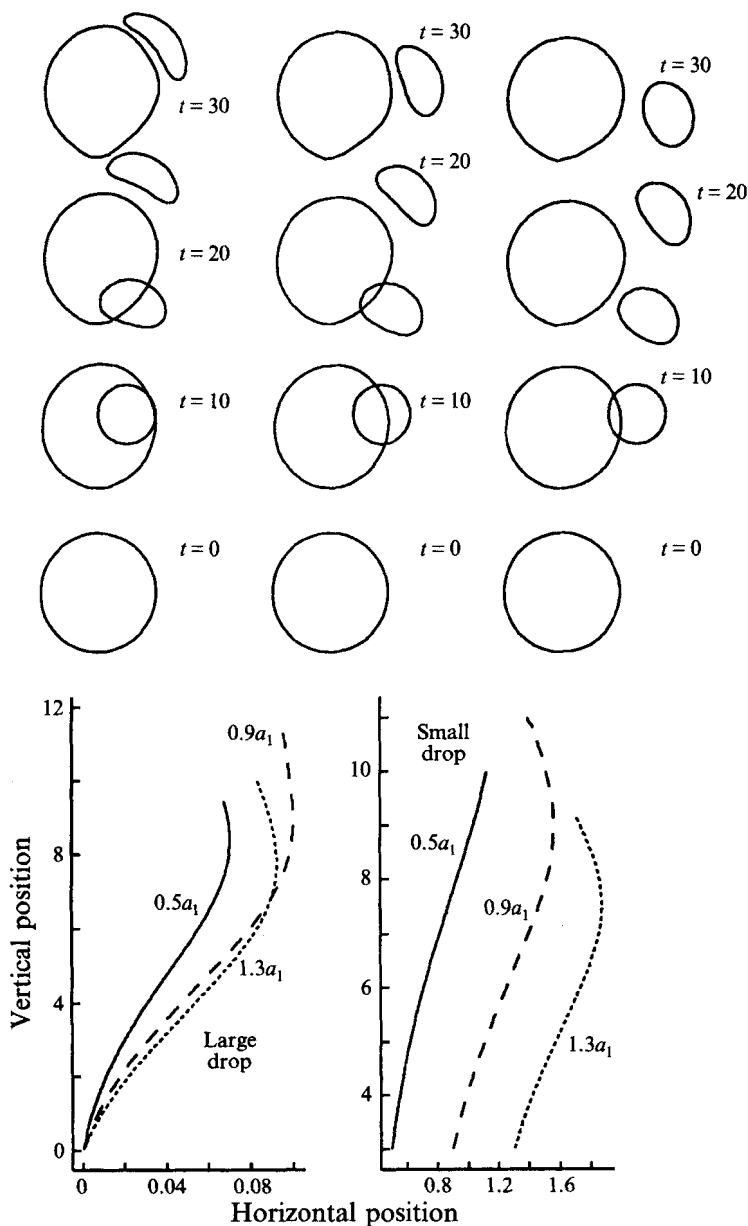 t = 30 t = 30 t = 30
t = 20 t = 20
t = 20
t = 10 t = 10 t = 10
t = 0 t = 0 t = 0
12
8
4
0
0 0.04 0.08
Vertical position
0.9a₁
0.5a₁
1.3a₁
Large
drop
10
8
6
4
0.8 1.2 1.6
Small
drop
0.5a₁
0.9a₁
1.3a₁
Horizontal position